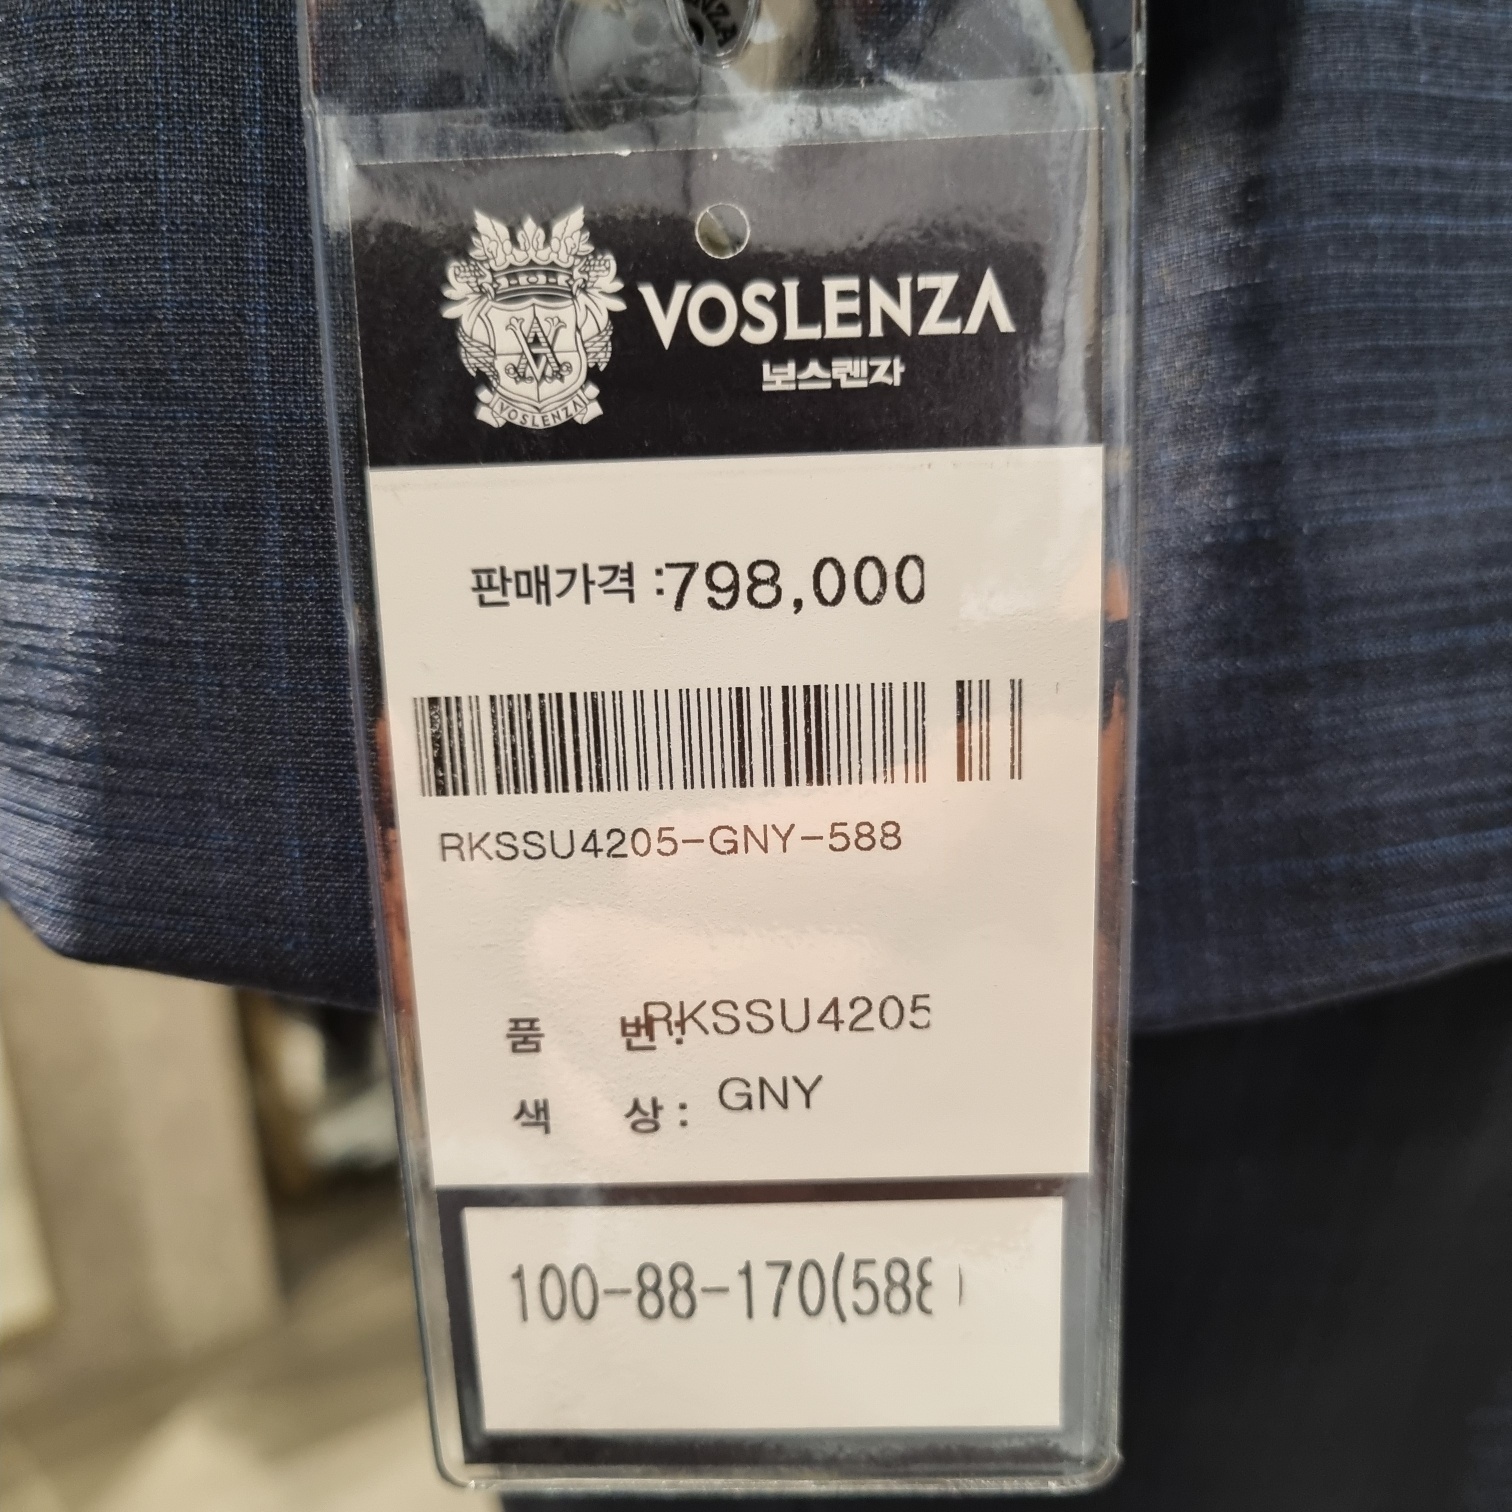 VOSLENZA
보스렌자
VOSLENZA
판매가격 :798,000
RKSSU4205-GNY-588
품 번: RKSSU4205
색 상: GNY
100-88-170(588)